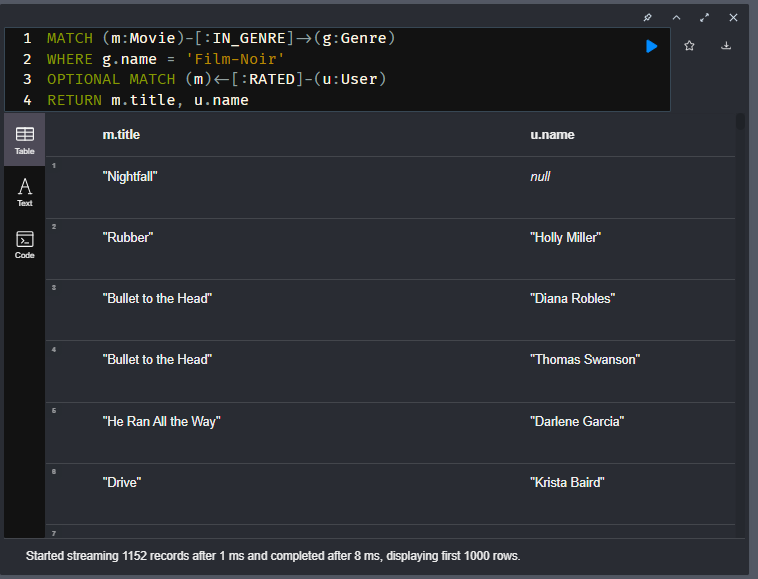 1 MATCH (m:Movie)-[:IN_GENRE]->(g:Genre)
2 WHERE g.name = 'Film-Noir'
3 OPTIONAL MATCH (m)<-[:RATED]-(u:User)
4 RETURN m.title, u.name
Table
Text
Code
m.title u.name
1 "Nightfall" null
2 "Rubber" "Holly Miller"
3 "Bullet to the Head" "Diana Robles"
4 "Bullet to the Head" "Thomas Swanson"
5 "He Ran All the Way" "Darlene Garcia"
6 "Drive" "Krista Baird"
7
Started streaming 1152 records after 1 ms and completed after 8 ms, displaying first 1000 rows.